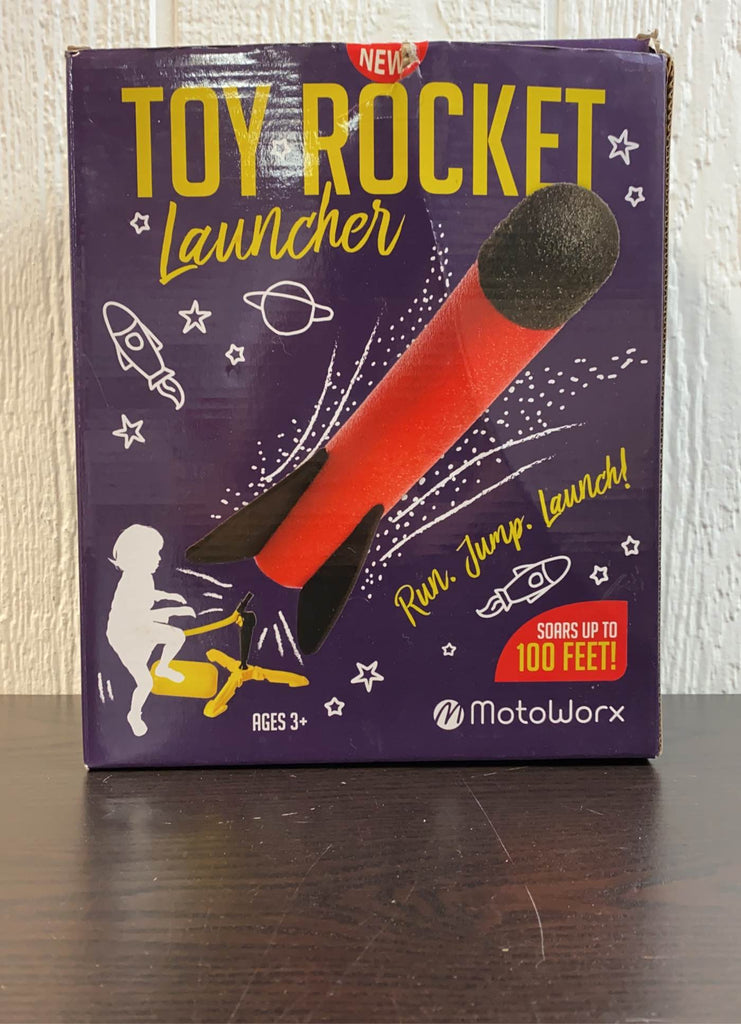 NEW
TOY ROCKET
Launcher
Run. Jump. Launch!
SOARS UP TO
100 FEET!
AGES 3+
MotoWorx